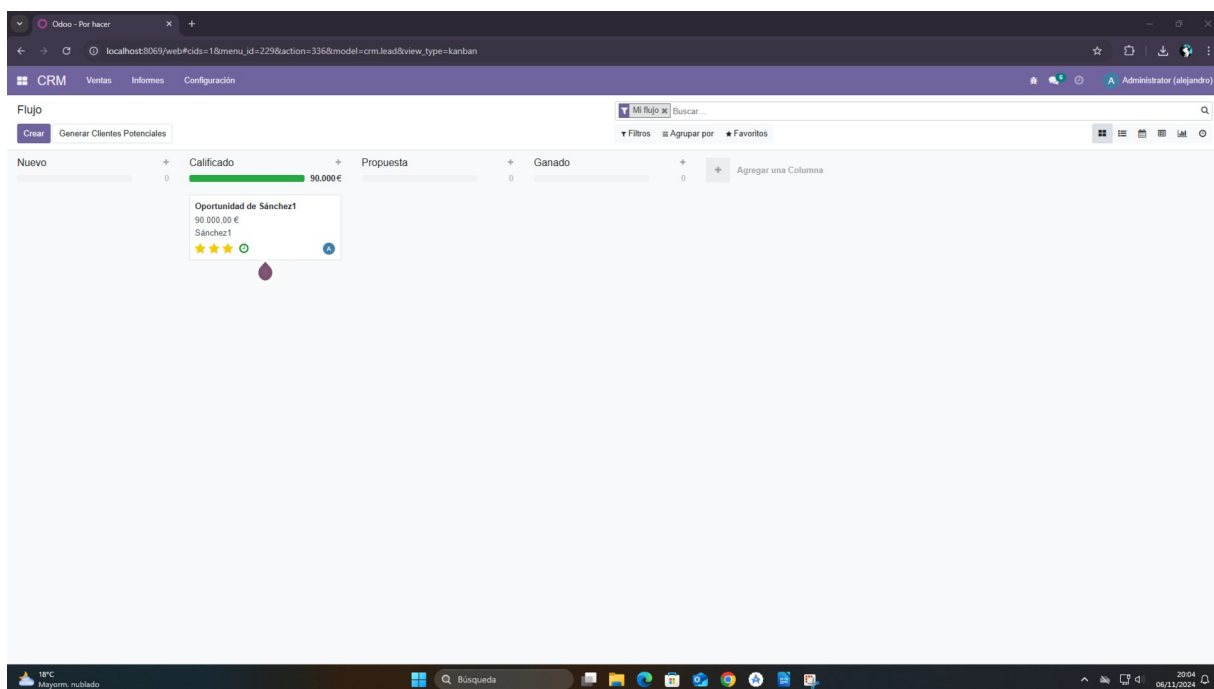 Odoo - Por hacer
localhost:8069/web#cids=1&menu_id=229&action=336&model=crm.lead&view_type=kanban
CRM Ventas Informes Configuración 6 A Administrator (alejandro)
Flujo Mi flujo Buscar...
Crear Generar Clientes Potenciales Filtros Agrupar por Favoritos
Nuevo Calificado Propuesta Ganado Agregar una Columna
0 90.000 € 0 0
Oportunidad de Sánchez1
90.000,00 €
Sánchez1
A
18°C
Mayorm. nublado
Búsqueda
20:04
06/11/2024